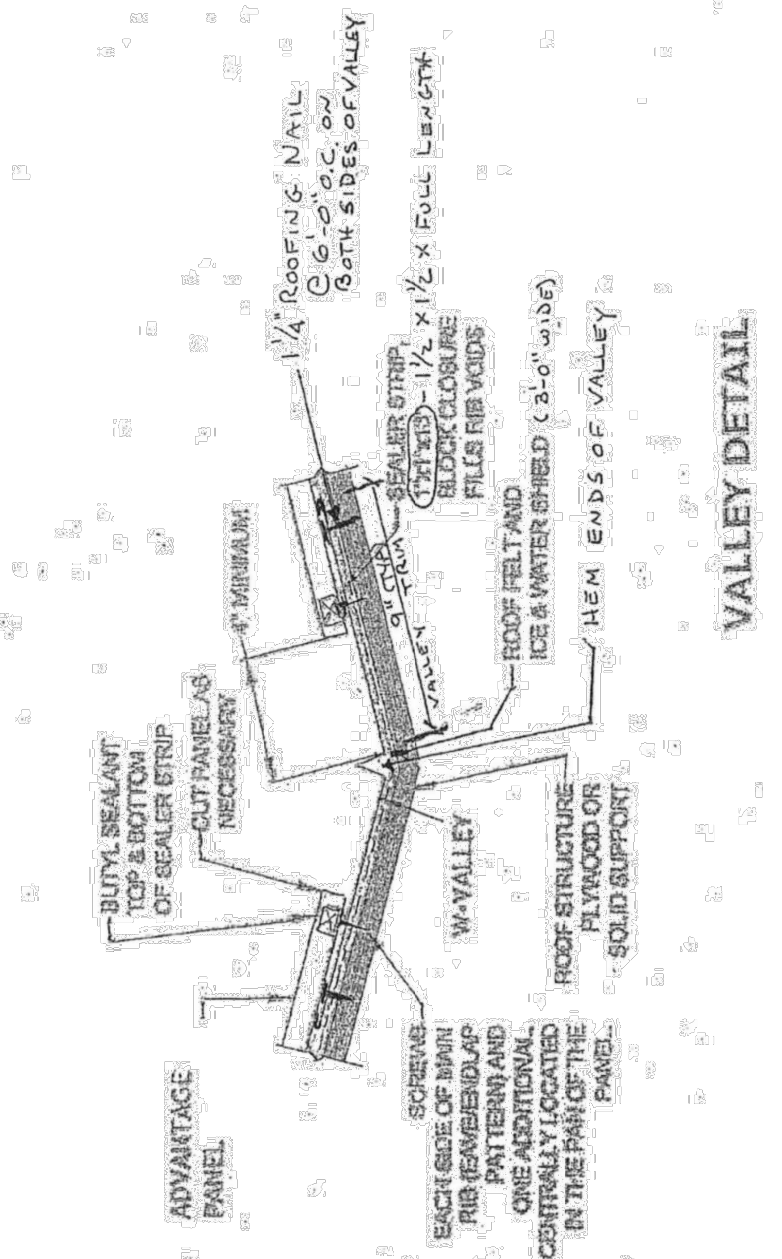 BUTYL SEALANT
TOP & BOTTOM
OF SEALER STRIP
CUT PANEL AS
NECESSARY
4" MINIMUM
1 1/4" ROOFING NAIL
@ 6'-0" O.C. ON
BOTH SIDES OF VALLEY
ADVANTAGE
PANEL
SCREWS
EACH SIDE OF MAIN
RIB (EAVE/ENDLAP
PATTERN) AND
ONE ADDITIONAL
CENTRALLY LOCATED
IN THE PAN OF THE
PANEL
W-VALLEY
ROOF STRUCTURE
PLYWOOD OR
SOLID SUPPORT
9" TYP
VALLEY TRIM
SEALER STRIP,
- 1 1/2 X 1 1/2 X FULL LENGTH
BLOCK CLOSURE
FILLS RIB VOIDS
ROOF FELT AND
ICE & WATER SHIELD (3'-0" WIDE)
HEM ENDS OF VALLEY
VALLEY DETAIL